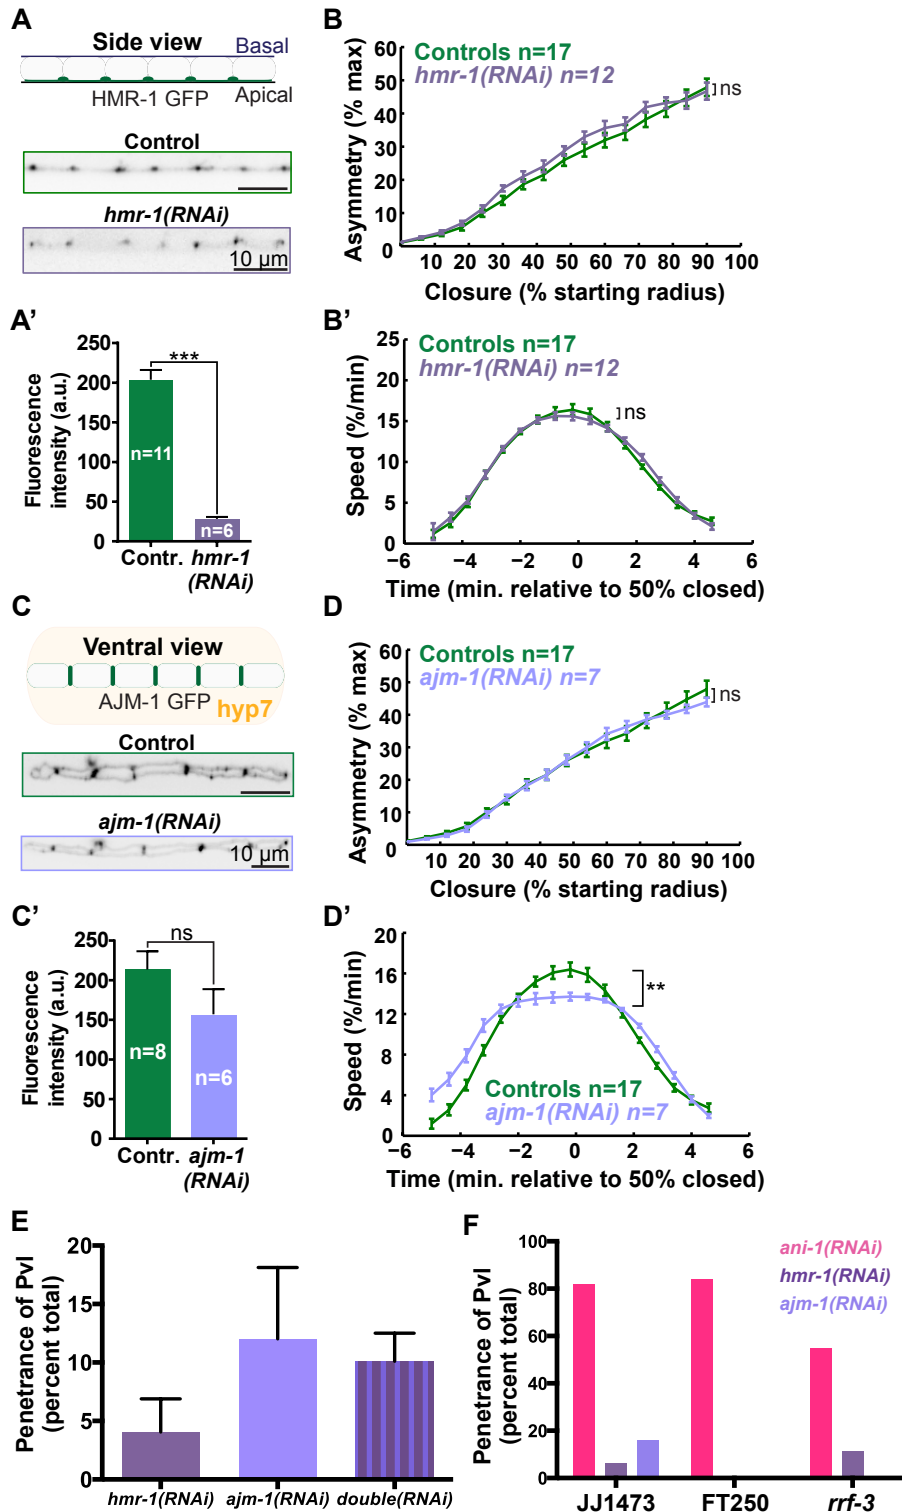 A
Side view
Basal
HMR-1 GFP
Apical
Control
hmr-1(RNAi)
10 µm
B
Controls n=17
hmr-1(RNAi) n=12
Asymmetry (% max)
60
50
40
30
20
10
0
ns
10 20 30 40 50 60 70 80 90 100
Closure (% starting radius)
A'
Fluorescence
intensity (a.u.)
250
200
150
100
50
0
***
n=11
n=6
Contr. hmr-1
(RNAi)
B'
Controls n=17
hmr-1(RNAi) n=12
Speed (%/min)
25
20
15
10
5
0
ns
−6 −4 −2 0 2 4 6
Time (min. relative to 50% closed)
C
Ventral view
AJM-1 GFP
hyp7
Control
ajm-1(RNAi)
10 µm
D
Controls n=17
ajm-1(RNAi) n=7
Asymmetry (% max)
60
50
40
30
20
10
0
ns
10 20 30 40 50 60 70 80 90 100
Closure (% starting radius)
C'
Fluorescence
intensity (a.u.)
250
200
150
100
50
0
ns
n=8
n=6
Contr. ajm-1
(RNAi)
D'
Speed (%/min)
20
16
12
8
4
0
**
Controls n=17
ajm-1(RNAi) n=7
−6 −4 −2 0 2 4 6
Time (min. relative to 50% closed)
E
Penetrance of Pvl
(percent total)
20
15
10
5
0
hmr-1(RNAi) ajm-1(RNAi) double(RNAi)
F
Penetrance of Pvl
(percent total)
100
80
60
40
20
0
ani-1(RNAi)
hmr-1(RNAi)
ajm-1(RNAi)
JJ1473 FT250 rrf-3